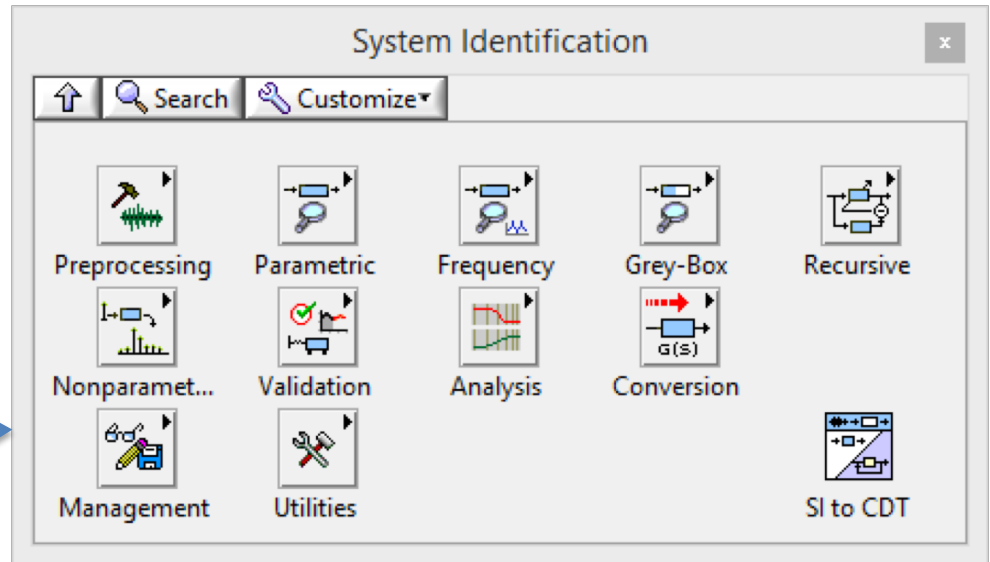 System Identification
x
Search Customize
Preprocessing Parametric Frequency Grey-Box Recursive
G(S)
Nonparamet... Validation Analysis Conversion
Management Utilities SI to CDT